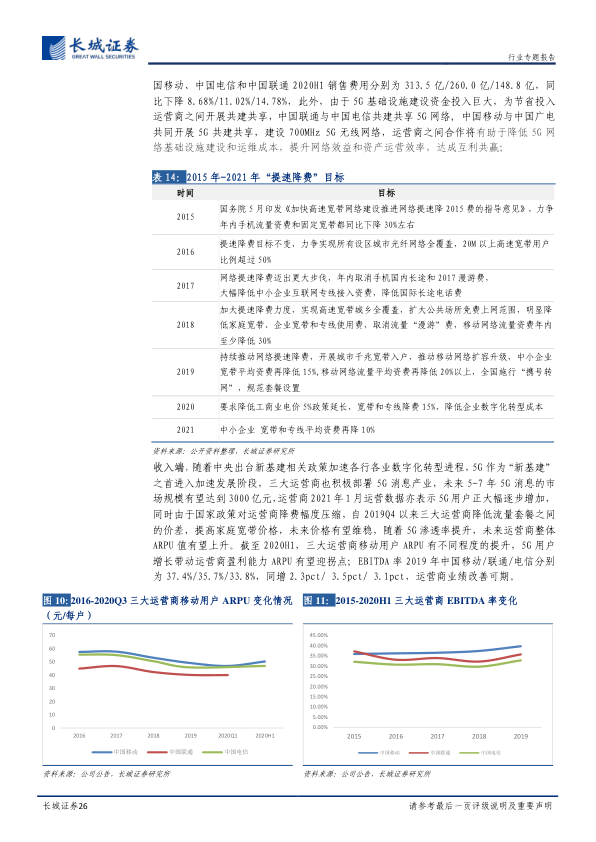 长城证券
GREAT WALL SECURITIES
行业专题报告
国移动、中国电信和中国联通 2020H1 销售费用分别为 313.5 亿/260.0 亿/148.8 亿，同
比下降 8.68%/11.02%/14.78%，此外，由于 5G 基础设施建设资金投入巨大，为节省投入
运营商之间开展共建共享，中国联通与中国电信共建共享 5G 网络，中国移动与中国广电
共同开展 5G 共建共享，建设 700MHz 5G 无线网络，运营商之间合作将有助于降低 5G 网
络基础设施建设和运维成本，提升网络效益和资产运营效率，达成互利共赢；
表 14：2015 年-2021 年“提速降费”目标
时间 目标
2015 国务院 5 月印发《加快高速宽带网络建设推进网络提速降 2015 费的指导意见》，力争
年内手机流量资费和固定宽带都同比下降 30%左右
2016 提速降费目标不变，力争实现所有设区城市光纤网络全覆盖，20M 以上高速宽带用户
比例超过 50%
2017 网络提速降费迈出更大步伐，年内取消手机国内长途和 2017 漫游费，
大幅降低中小企业互联网专线接入资费，降低国际长途电话费
2018 加大提速降费力度，实现高速宽带城乡全覆盖，扩大公共场所免费上网范围，明显降
低家庭宽带、企业宽带和专线使用费，取消流量“漫游”费，移动网络流量资费年内
至少降低 30%
2019 持续推动网络提速降费，开展城市千兆宽带入户，推动移动网络扩容升级，中小企业
宽带平均资费再降低 15%,移动网络流量平均资费再降低 20%以上，全国施行“携号转
网”，规范套餐设置
2020 要求降低工商业电价 5%政策延长，宽带和专线降费 15%，降低企业数字化转型成本
2021 中小企业 宽带和专线平均资费再降 10%
资料来源：公开资料整理，长城证券研究所
收入端，随着中央出台新基建相关政策加速各行各业数字化转型进程，5G 作为“新基建”
之首进入加速发展阶段，三大运营商也积极部署 5G 消息产业，未来 5-7 年 5G 消息的市
场规模有望达到 3000 亿元,运营商 2021 年 1 月运营数据亦表示 5G 用户正大幅逐步增加，
同时由于国家政策对运营商降费幅度压缩，自 2019Q4 以来三大运营商降低流量套餐之间
的价差，提高家庭宽带价，未来价格有望维稳，随着 5G 渗透率提升，未来运营商整体
ARPU 值有望上升。截至 2020H1，三大运营商移动用户 ARPU 有不同程度的提升，5G 用户
增长带动运营商盈利能力 ARPU 有望迎拐点；EBITDA 率 2019 年中国移动/联通/电信分别
为 37.4%/35.7%/33.8%，同增 2.3pct/ 3.5pct/ 3.1pct，运营商业绩改善可期。
图 10：2016-2020Q3 三大运营商移动用户 ARPU 变化情况
（元/每户）
70
60
50
40
30
20
10
0
2016 2017 2018 2019 2020Q1 2020H1
中国移动 中国联通 中国电信
资料来源：公司公告，长城证券研究所
图 11： 2015-2020H1 三大运营商 EBITDA 率变化
45.00%
40.00%
35.00%
30.00%
25.00%
20.00%
15.00%
10.00%
5.00%
0.00%
2015 2016 2017 2018 2019
中国移动 中国联通 中国电信
资料来源：公司公告，长城证券研究所
长城证券26
请参考最后一页评级说明及重要声明